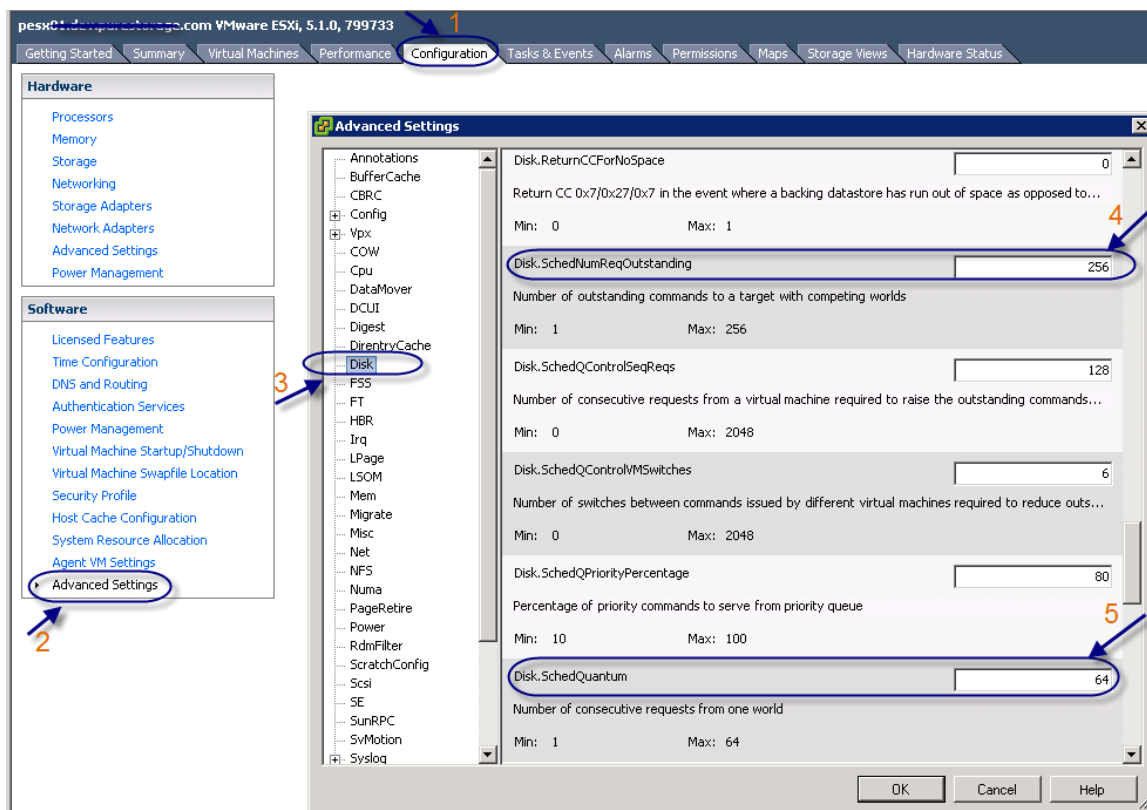 pesx01.dev.purestorage.com VMware ESXi, 5.1.0, 799733
1
Getting Started Summary Virtual Machines Performance Configuration Tasks & Events Alarms Permissions Maps Storage Views Hardware Status
Hardware
Processors
Memory
Storage
Networking
Storage Adapters
Network Adapters
Advanced Settings
Power Management
Software
Licensed Features
Time Configuration
DNS and Routing
Authentication Services
Power Management
Virtual Machine Startup/Shutdown
Virtual Machine Swapfile Location
Security Profile
Host Cache Configuration
System Resource Allocation
Agent VM Settings
Advanced Settings
2
Advanced Settings
Annotations
BufferCache
CBRC
Config
Vpx
COW
Cpu
DataMover
DCUI
Digest
DirentryCache
Disk
3
FSS
FT
HBR
Irq
LPage
LSOM
Mem
Migrate
Misc
Net
NFS
Numa
PageRetire
Power
RdmFilter
ScratchConfig
Scsi
SE
SunRPC
SvMotion
Syslog
Disk.ReturnCCForNoSpace 0
Return CC 0x7/0x27/0x7 in the event where a backing datastore has run out of space as opposed to...
Min: 0 Max: 1
4
Disk.SchedNumReqOutstanding 256
Number of outstanding commands to a target with competing worlds
Min: 1 Max: 256
Disk.SchedQControlSeqReqs 128
Number of consecutive requests from a virtual machine required to raise the outstanding commands...
Min: 0 Max: 2048
Disk.SchedQControlVMSwitches 6
Number of switches between commands issued by different virtual machines required to reduce outs...
Min: 0 Max: 2048
Disk.SchedQPriorityPercentage 80
Percentage of priority commands to serve from priority queue
Min: 10 Max: 100
5
Disk.SchedQuantum 64
Number of consecutive requests from one world
Min: 1 Max: 64
OK Cancel Help